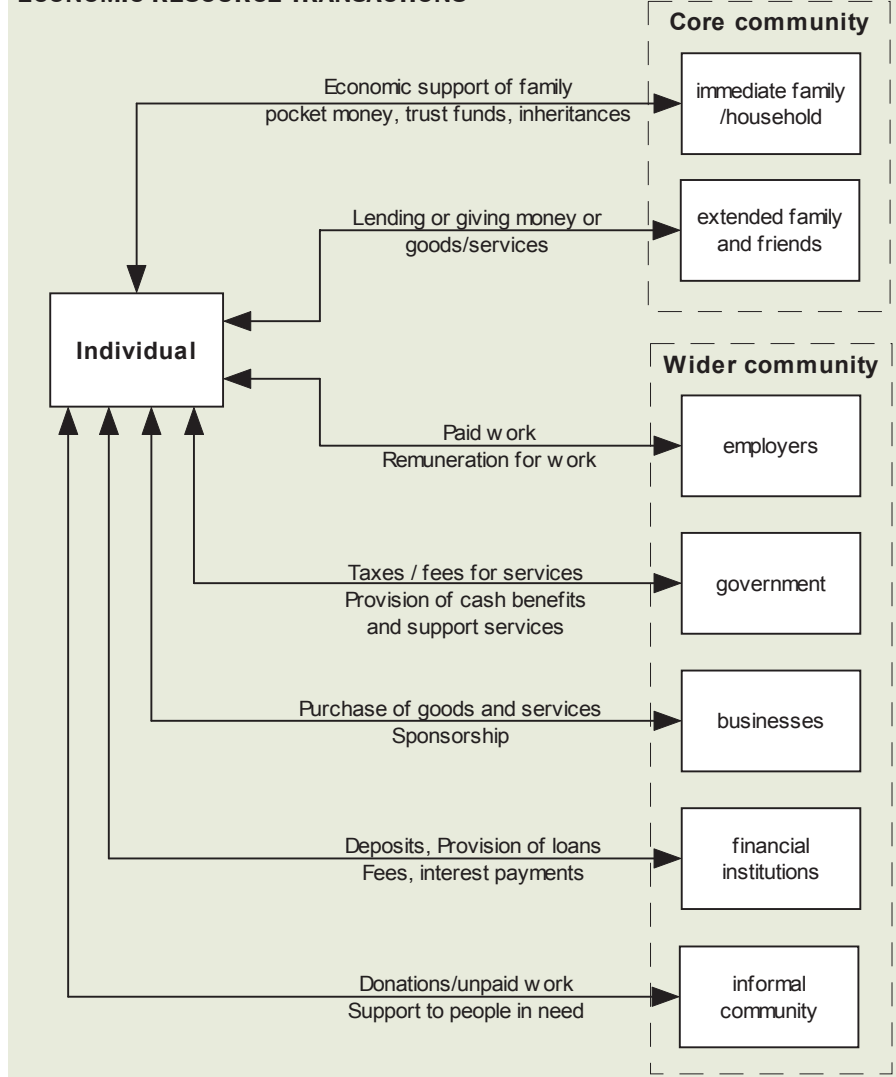 ECONOMIC RESOURCE TRANSACTIONS
Core community
Economic support of family
pocket money, trust funds, inheritances
immediate family
/household
Lending or giving money or
goods/services
extended family
and friends
Individual
Wider community
Paid work
Remuneration for work
employers
Taxes / fees for services
Provision of cash benefits
and support services
government
Purchase of goods and services
Sponsorship
businesses
Deposits, Provision of loans
Fees, interest payments
financial
institutions
Donations/unpaid work
Support to people in need
informal
community